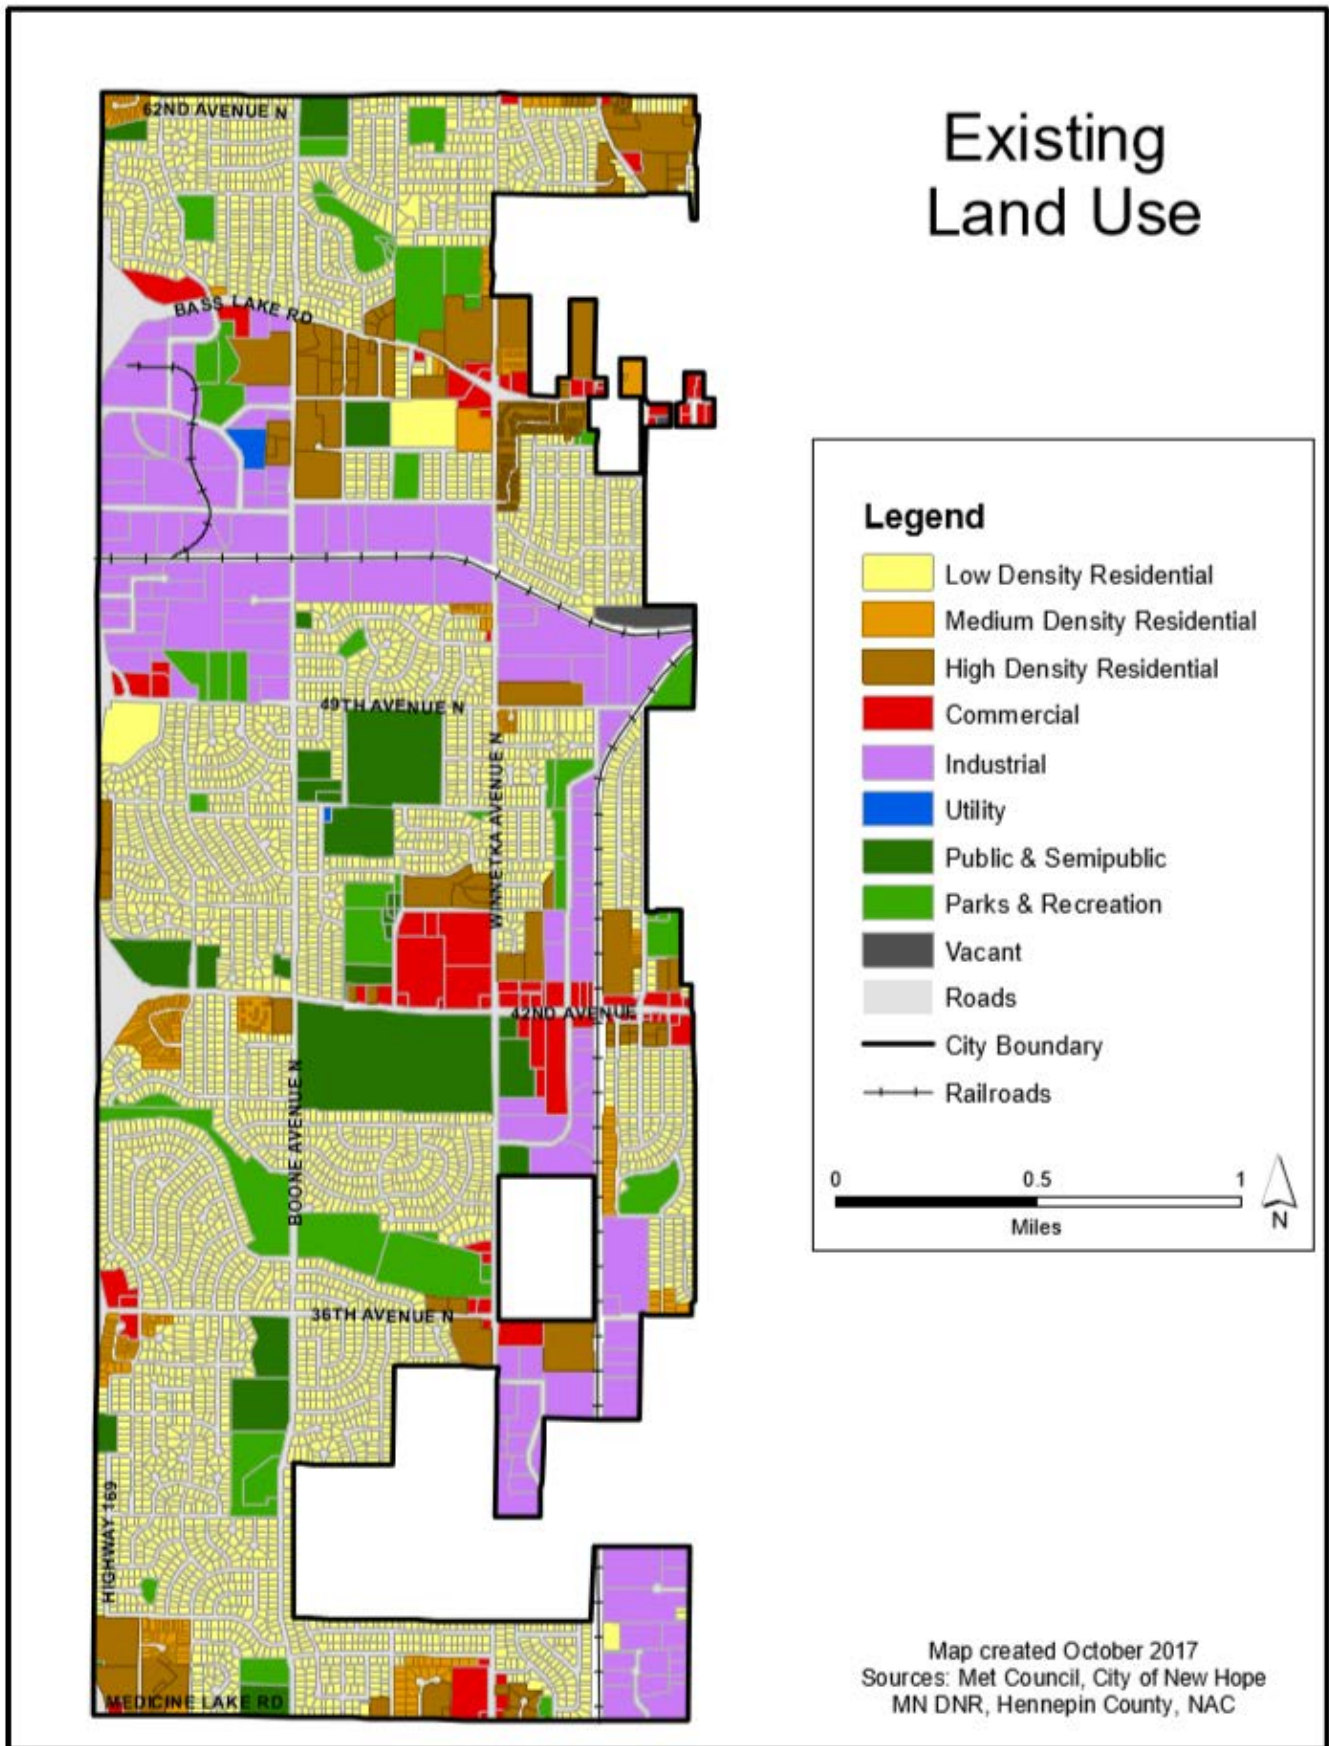 Existing
Land Use
62ND AVENUE N
BASS LAKE RD
49TH AVENUE N
WINNETKA AVENUE N
42ND AVENUE
BOONE AVENUE N
36TH AVENUE N
HIGHWAY 169
MEDICINE LAKE RD
Legend
Low Density Residential
Medium Density Residential
High Density Residential
Commercial
Industrial
Utility
Public & Semipublic
Parks & Recreation
Vacant
Roads
City Boundary
Railroads
0 0.5 1
Miles
N
Map created October 2017
Sources: Met Council, City of New Hope
MN DNR, Hennepin County, NAC